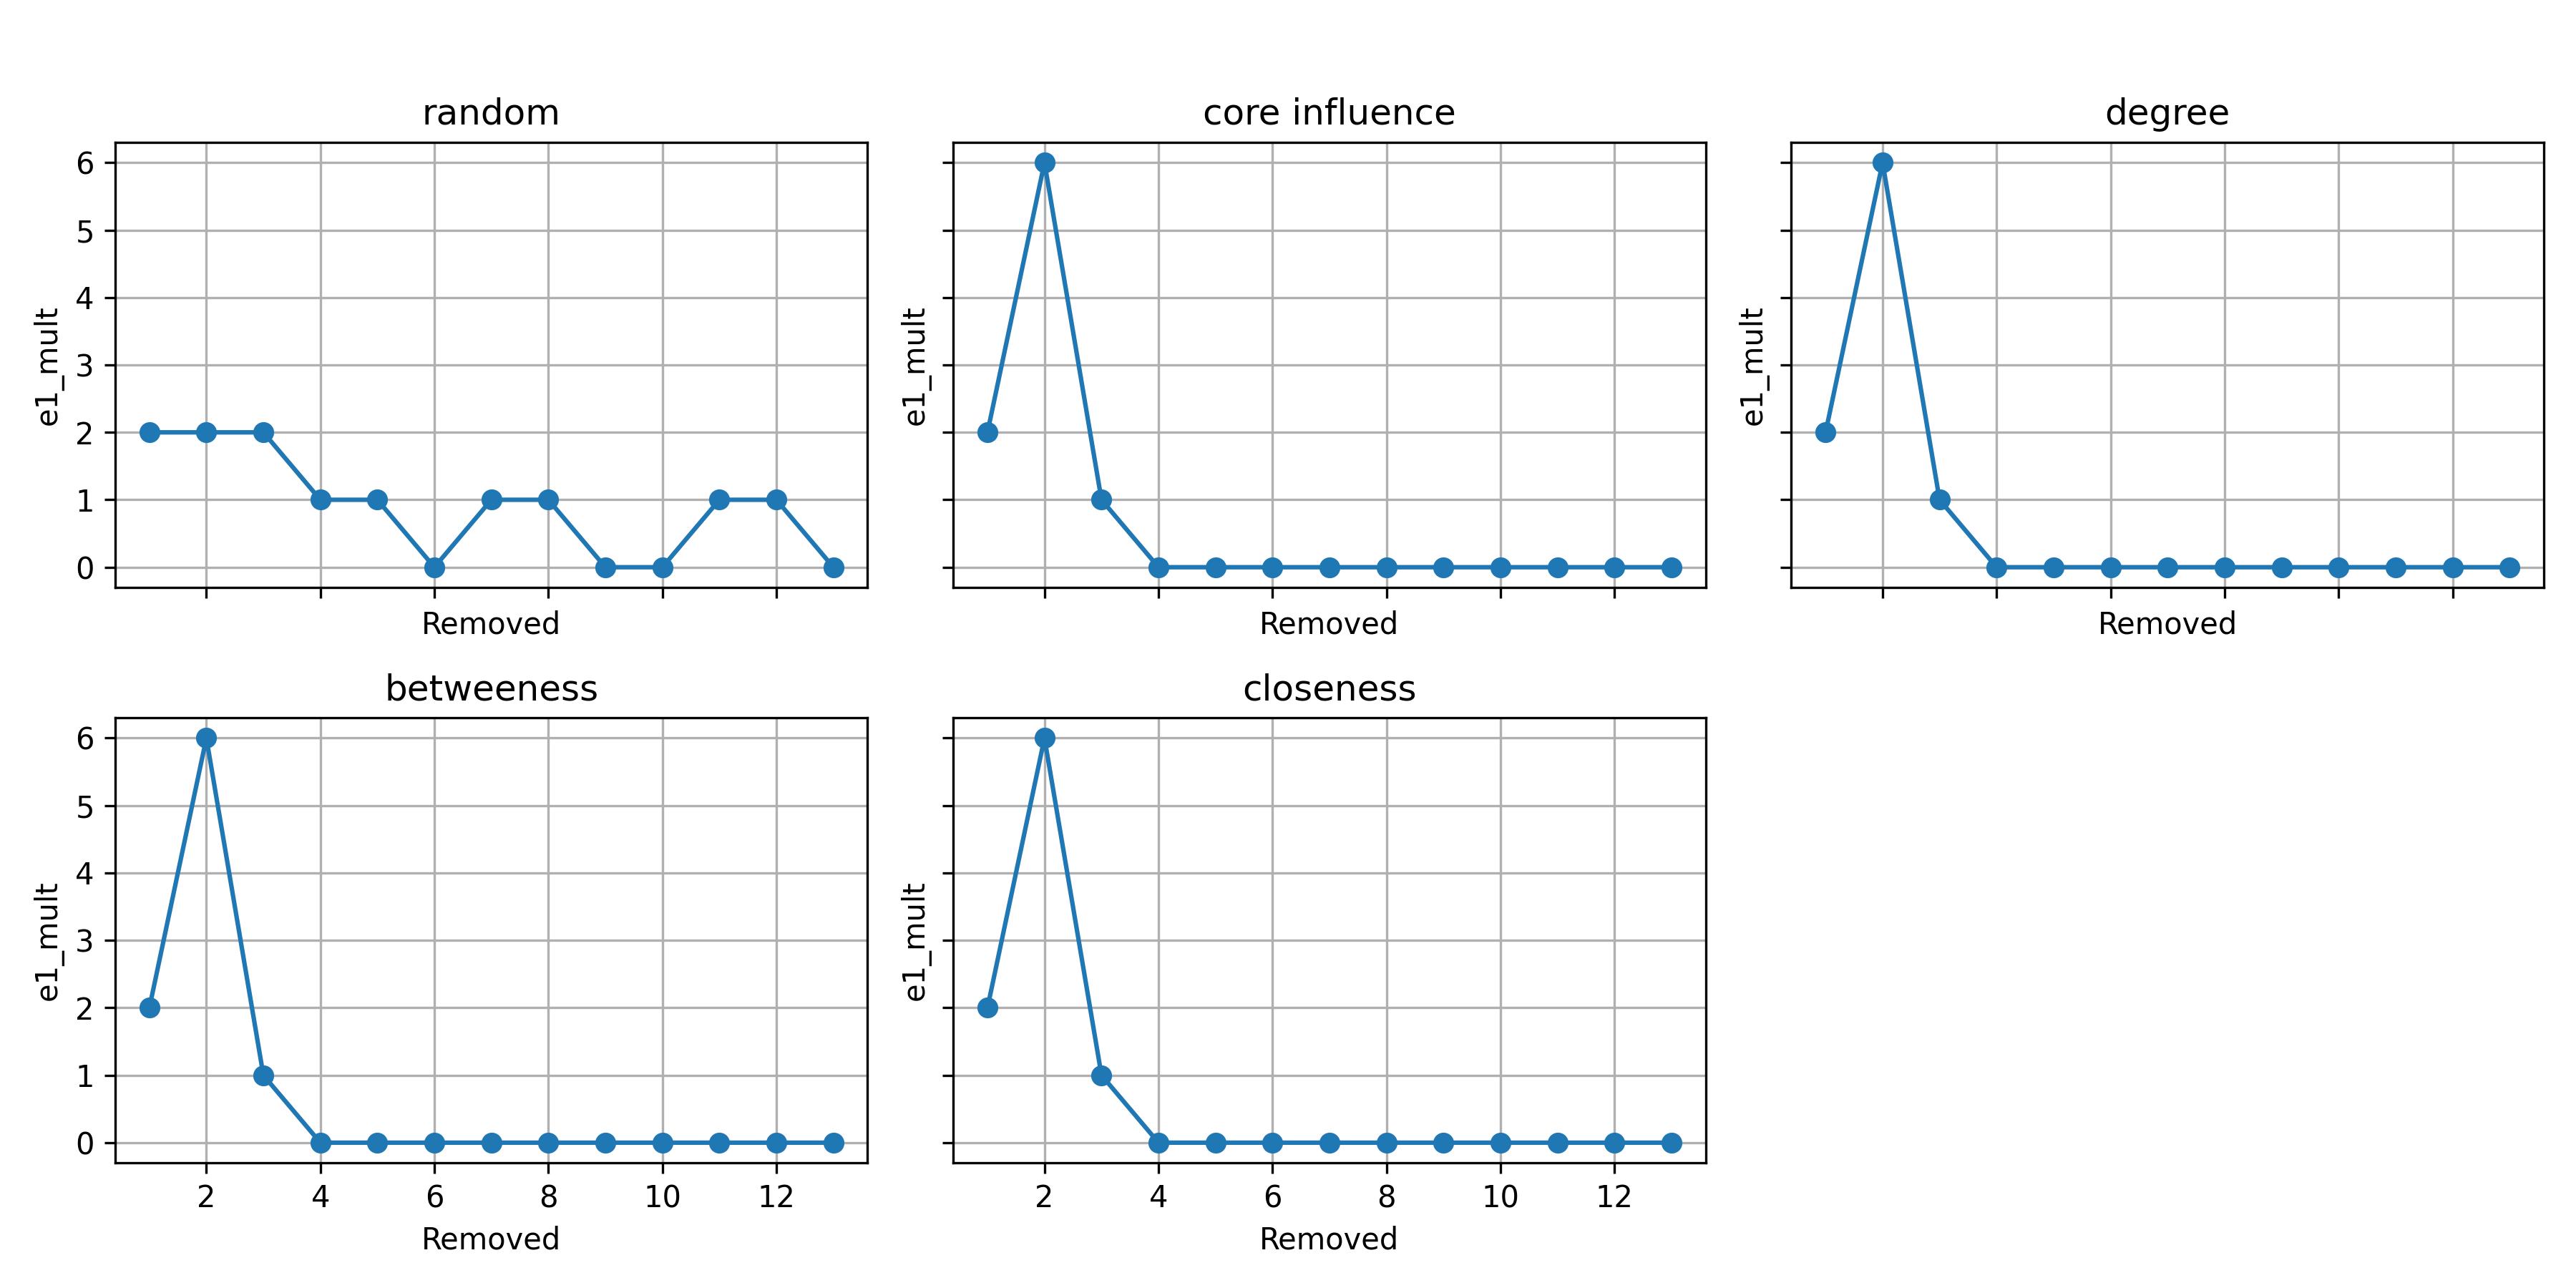 random
6
5
4
3
2
1
0
e1_mult
Removed
core influence
e1_mult
Removed
degree
e1_mult
Removed
betweeness
6
5
4
3
2
1
0
e1_mult
2 4 6 8 10 12
Removed
closeness
e1_mult
2 4 6 8 10 12
Removed